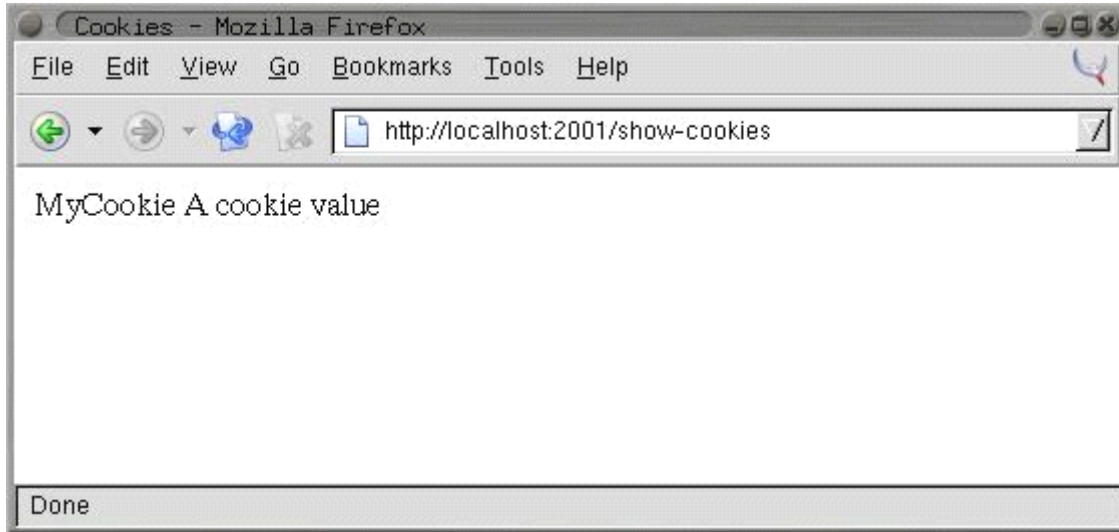 Cookies - Mozilla Firefox
File Edit View Go Bookmarks Tools Help
http://localhost:2001/show-cookies
MyCookie A cookie value
Done